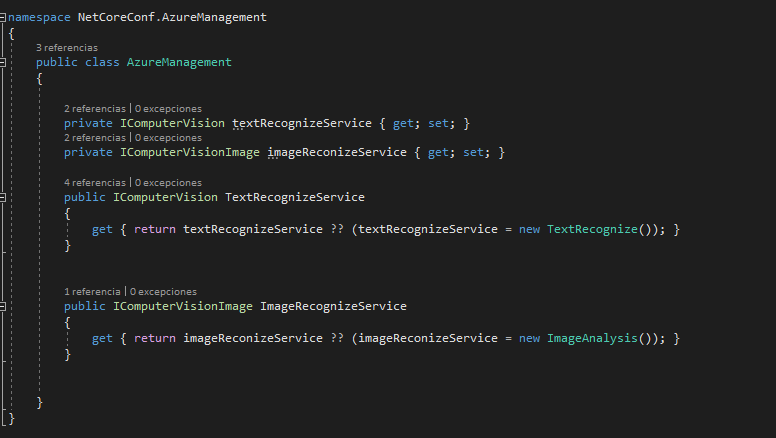 namespace NetCoreConf.AzureManagement
{
3 referencias
public class AzureManagement
{
2 referencias | 0 excepciones
private IComputerVision textRecognizeService { get; set; }
2 referencias | 0 excepciones
private IComputerVisionImage imageReconizeService { get; set; }
4 referencias | 0 excepciones
public IComputerVision TextRecognizeService
{
get { return textRecognizeService ?? (textRecognizeService = new TextRecognize()); }
}
1 referencia | 0 excepciones
public IComputerVisionImage ImageRecognizeService
{
get { return imageReconizeService ?? (imageReconizeService = new ImageAnalysis()); }
}
}
}